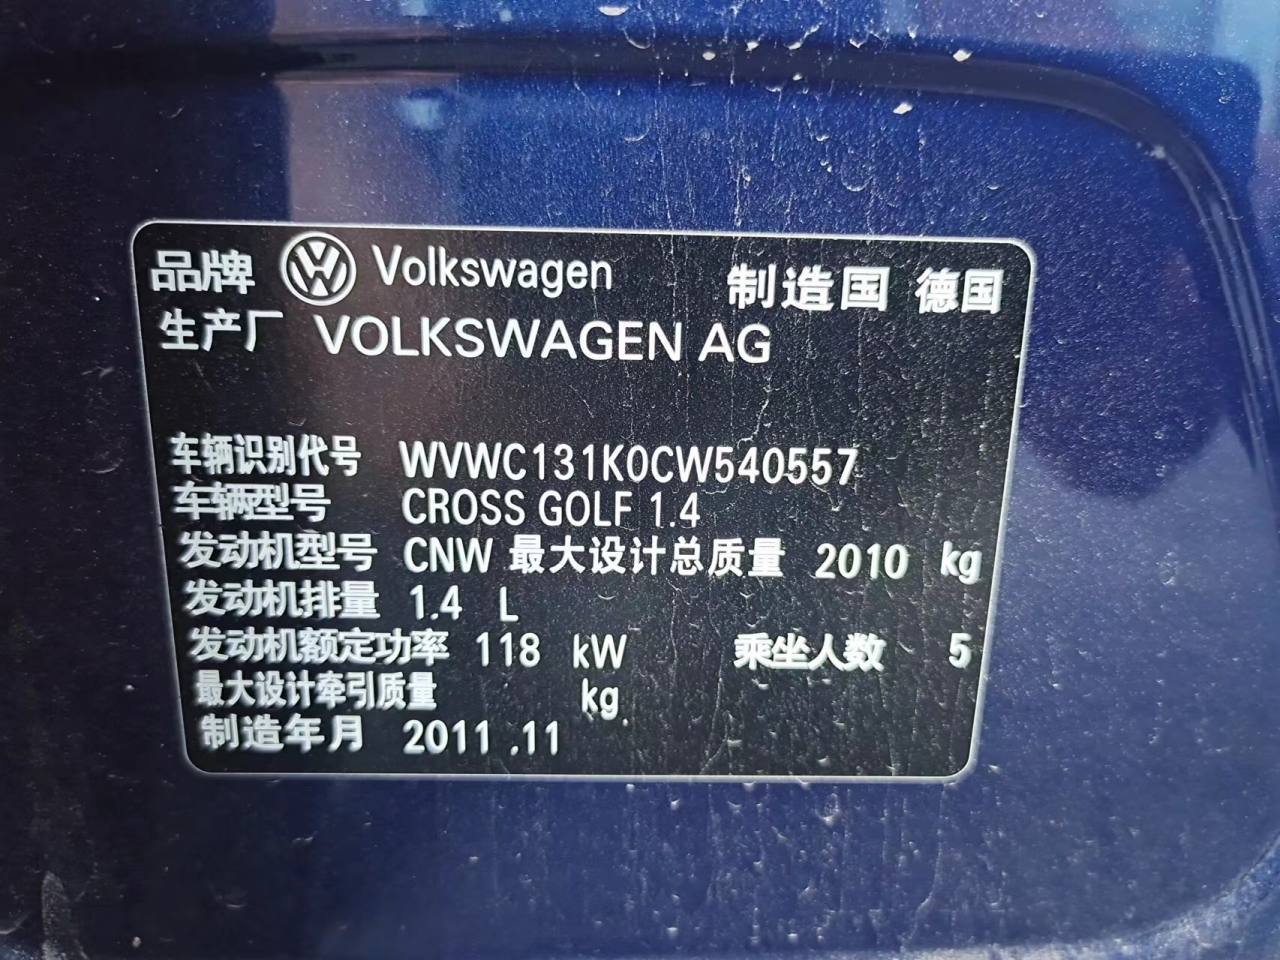 品牌 Volkswagen 制造国 德国
生产厂 VOLKSWAGEN AG
车辆识别代号 WVWC131K0CW540557
车辆型号 CROSS GOLF 1.4
发动机型号 CNW 最大设计总质量 2010 kg
发动机排量 1.4 L
发动机额定功率 118 kW 乘坐人数 5
最大设计牵引质量 kg
制造年月 2011 .11